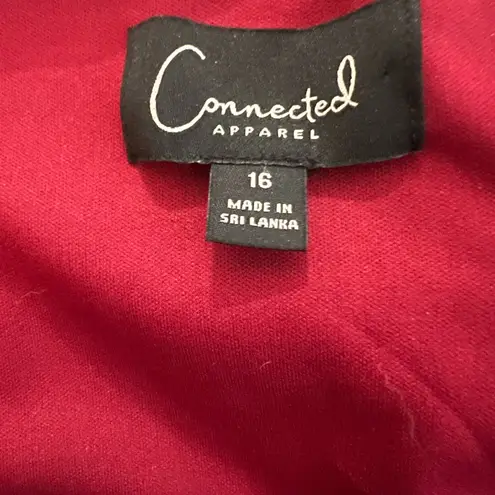 Connected
APPAREL
16
MADE IN
SRI LANKA